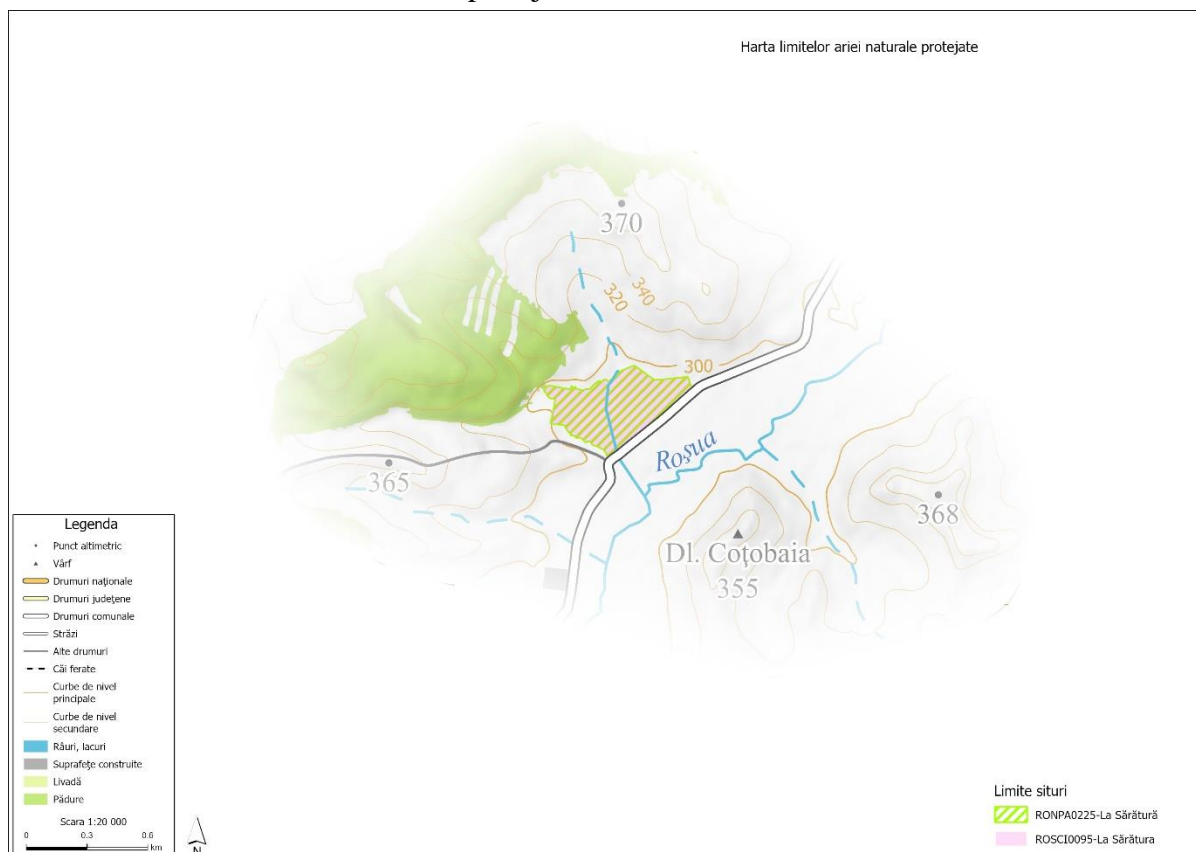 Harta limitelor ariei naturale protejate
370
340
320
300
Roșua
365
368
Dl. Coțobaia
355
Legenda
Punct altimetric
Vârf
Drumuri naționale
Drumuri județene
Drumuri comunale
Străzi
Alte drumuri
Căi ferate
Curbe de nivel
principale
Curbe de nivel
secundare
Râuri, lacuri
Suprafețe construite
Livadă
Pădure
Scara 1:20 000
0 0.3 0.6
km
N
Limite situri
RONPA0225-La Sărătură
ROSCI0095-La Sărătura